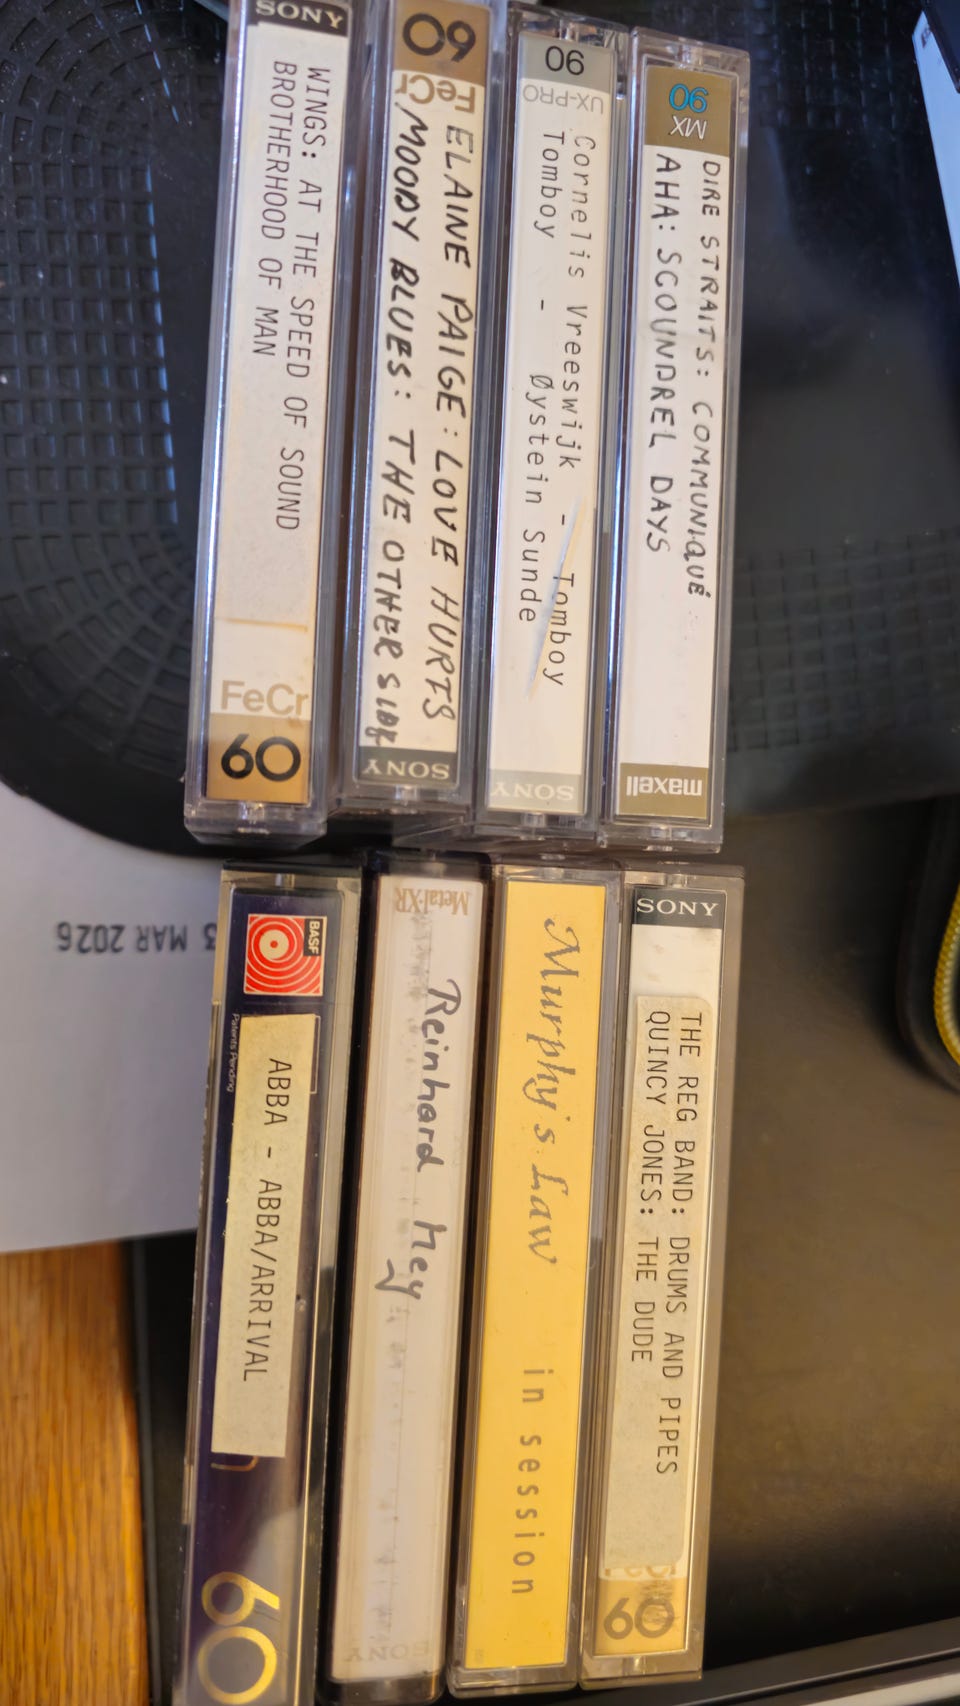 SONY
WINGS: AT THE SPEED OF SOUND
BROTHERHOOD OF MAN
FeCr
60
60
FeCr
ELAINE PAIGE: LOVE HURTS
MOODY BLUES: THE OTHER SIDE
SONY
90
UX-PRO
Cornelis Vreeswijk - Tomboy
Tomboy - Øystein Sunde
SONY
90
MX
DIRE STRAITS: COMMUNIQUÉ
AHA: SCOUNDREL DAYS
maxell
3 MAR 2026
BASF
Patents Pending
ABBA - ABBA/ARRIVAL
60
Metal-XR
Reinhard Mey
SONY
Murphy's Law
in session
SONY
THE REG BAND: DRUMS AND PIPES
QUINCY JONES: THE DUDE
60